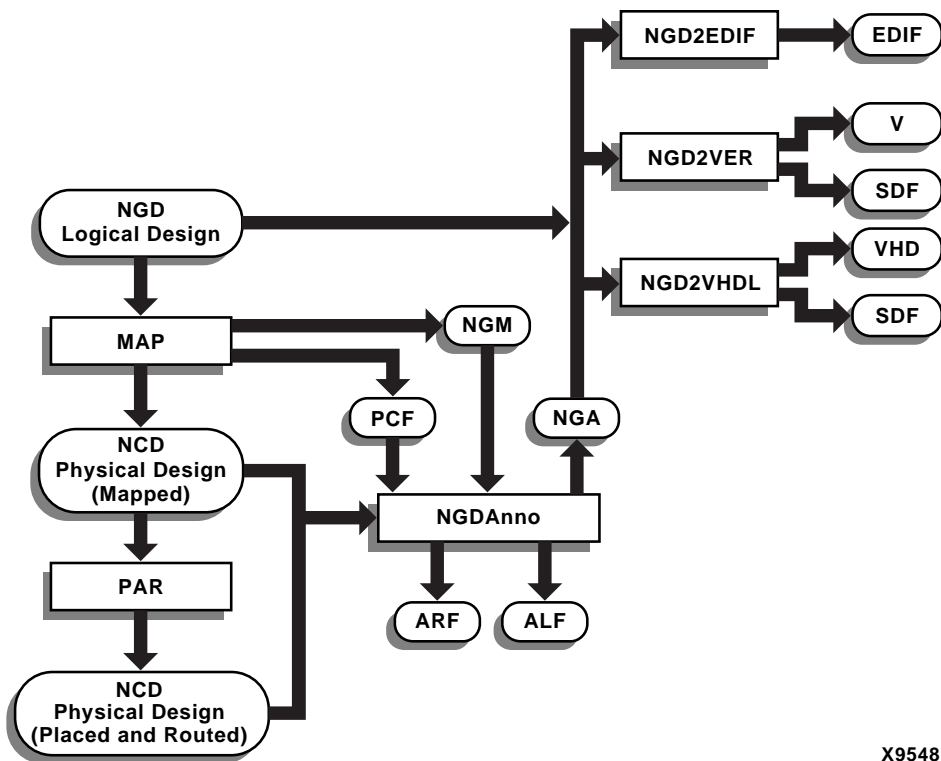 NGD2EDIF
EDIF
V
NGD2VER
SDF
NGD
Logical Design
VHD
NGD2VHDL
SDF
MAP
NGM
PCF
NGA
NCD
Physical Design
(Mapped)
NGDAnno
PAR
ARF
ALF
NCD
Physical Design
(Placed and Routed)
X9548